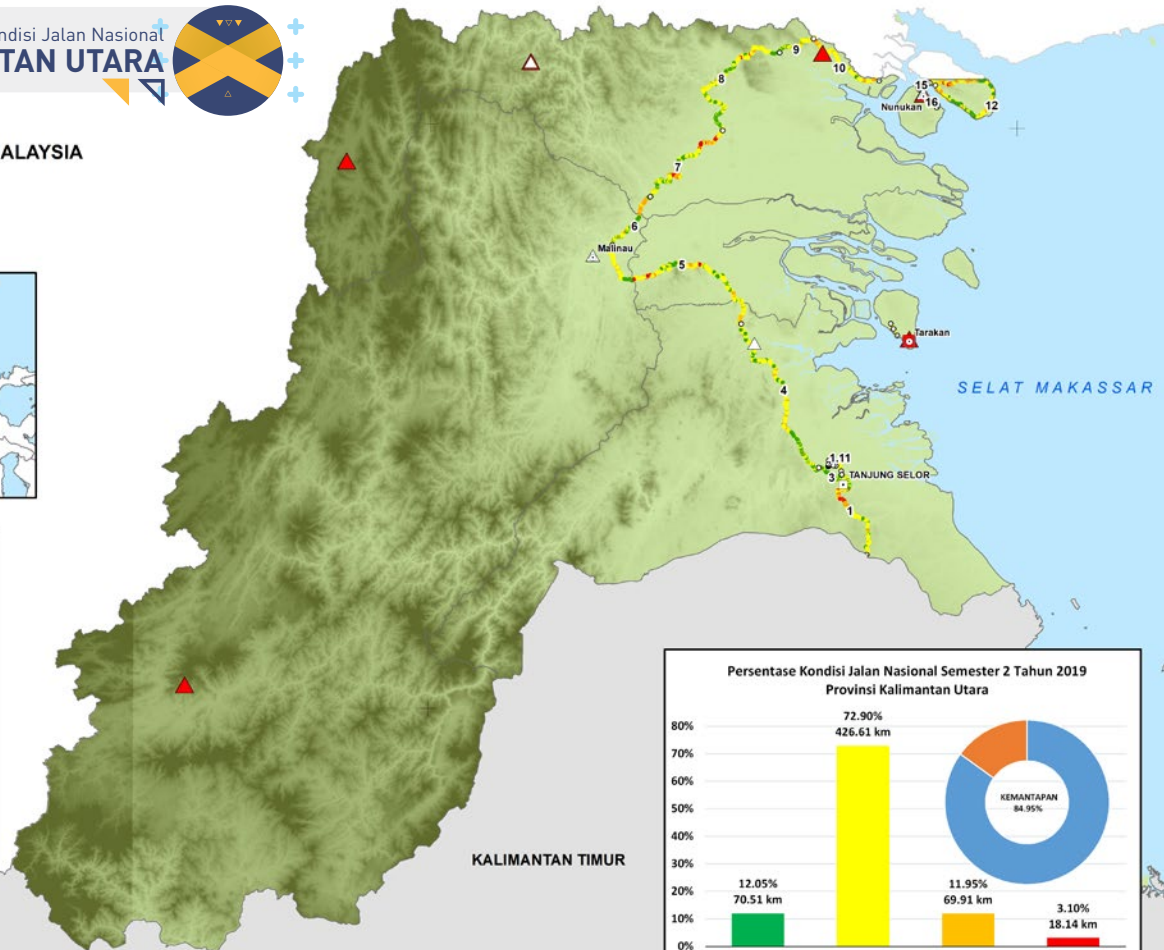 ndisi Jalan Nasional
TAN UTARA
ALAYSIA
9
10
8
15
16
Nunukan
12
7
6
Malinau
5
Tarakan
SELAT MAKASSAR
4
1.11
3
TANJUNG SELOR
1
KALIMANTAN TIMUR
Persentase Kondisi Jalan Nasional Semester 2 Tahun 2019
Provinsi Kalimantan Utara
72.90%
426.61 km
80%
70%
60%
50%
40%
30%
20%
10%
0%
KEMANTAPAN
84.95%
12.05%
70.51 km
11.95%
69.91 km
3.10%
18.14 km